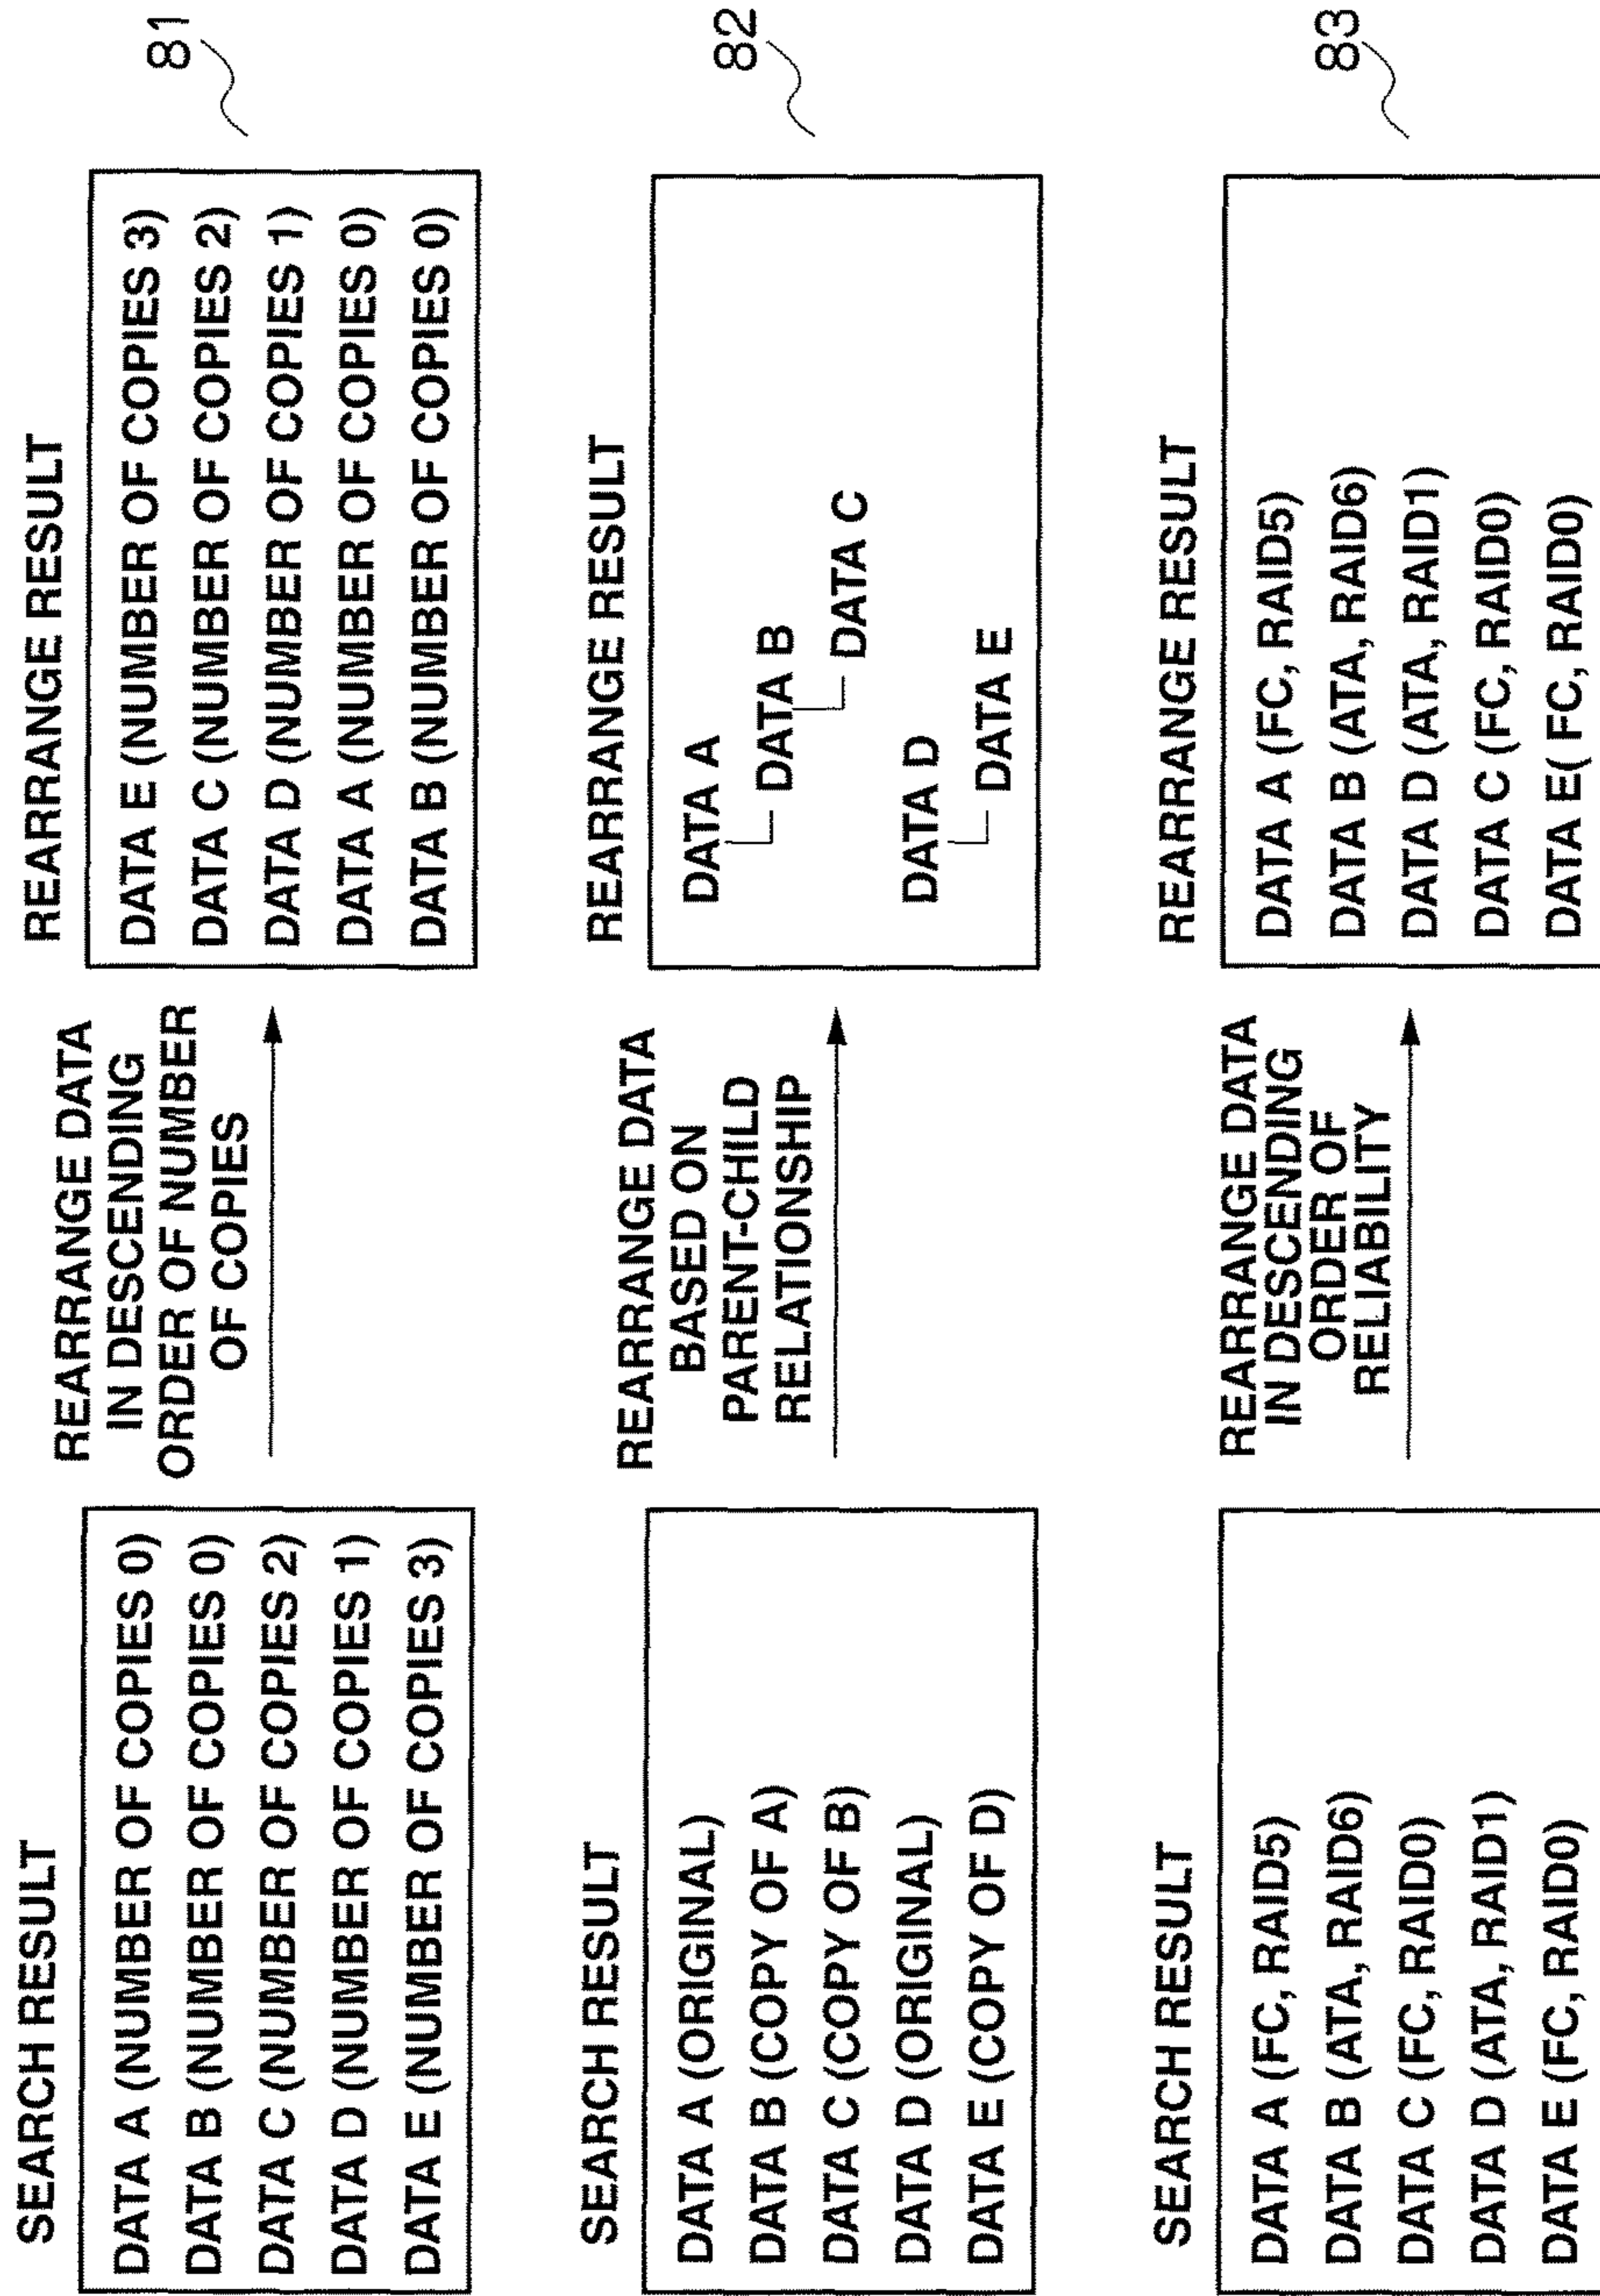 SEARCH RESULT
DATA A (NUMBER OF COPIES 0)
DATA B (NUMBER OF COPIES 0)
DATA C (NUMBER OF COPIES 2)
DATA D (NUMBER OF COPIES 1)
DATA E (NUMBER OF COPIES 3)
REARRANGE DATA
IN DESCENDING
ORDER OF NUMBER
OF COPIES
REARRANGE RESULT
DATA E (NUMBER OF COPIES 3)
DATA C (NUMBER OF COPIES 2)
DATA D (NUMBER OF COPIES 1)
DATA A (NUMBER OF COPIES 0)
DATA B (NUMBER OF COPIES 0)
81
SEARCH RESULT
DATA A (ORIGINAL)
DATA B (COPY OF A)
DATA C (COPY OF B)
DATA D (ORIGINAL)
DATA E (COPY OF D)
REARRANGE DATA
BASED ON
PARENT-CHILD
RELATIONSHIP
REARRANGE RESULT
DATA A
DATA B
DATA C
DATA D
DATA E
82
SEARCH RESULT
DATA A (FC, RAID5)
DATA B (ATA, RAID6)
DATA C (FC, RAID0)
DATA D (ATA, RAID1)
DATA E (FC, RAID0)
REARRANGE DATA
IN DESCENDING
ORDER OF
RELIABILITY
REARRANGE RESULT
DATA A (FC, RAID5)
DATA B (ATA, RAID6)
DATA D (ATA, RAID1)
DATA C (FC, RAID0)
DATA E( FC, RAID0)
83